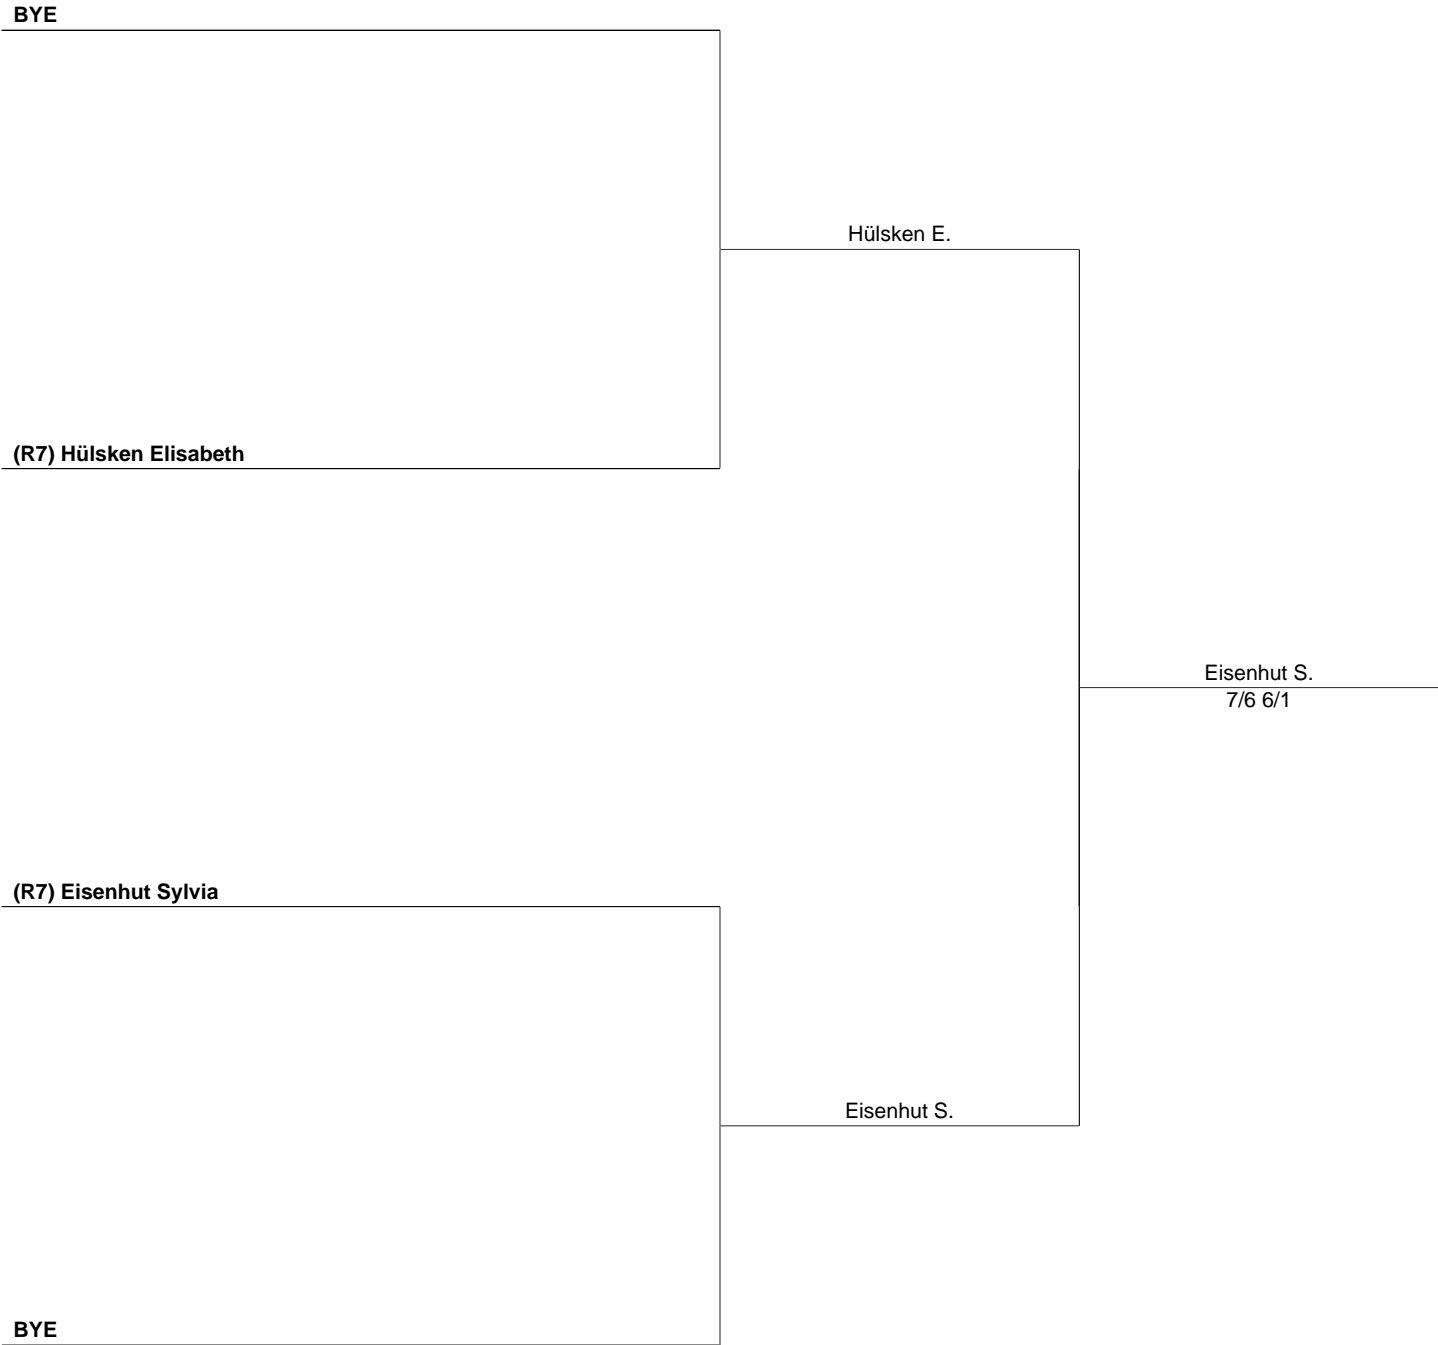 BYE
Hülsken E.
(R7) Hülsken Elisabeth
Eisenhut S.
7/6 6/1
(R7) Eisenhut Sylvia
Eisenhut S.
BYE